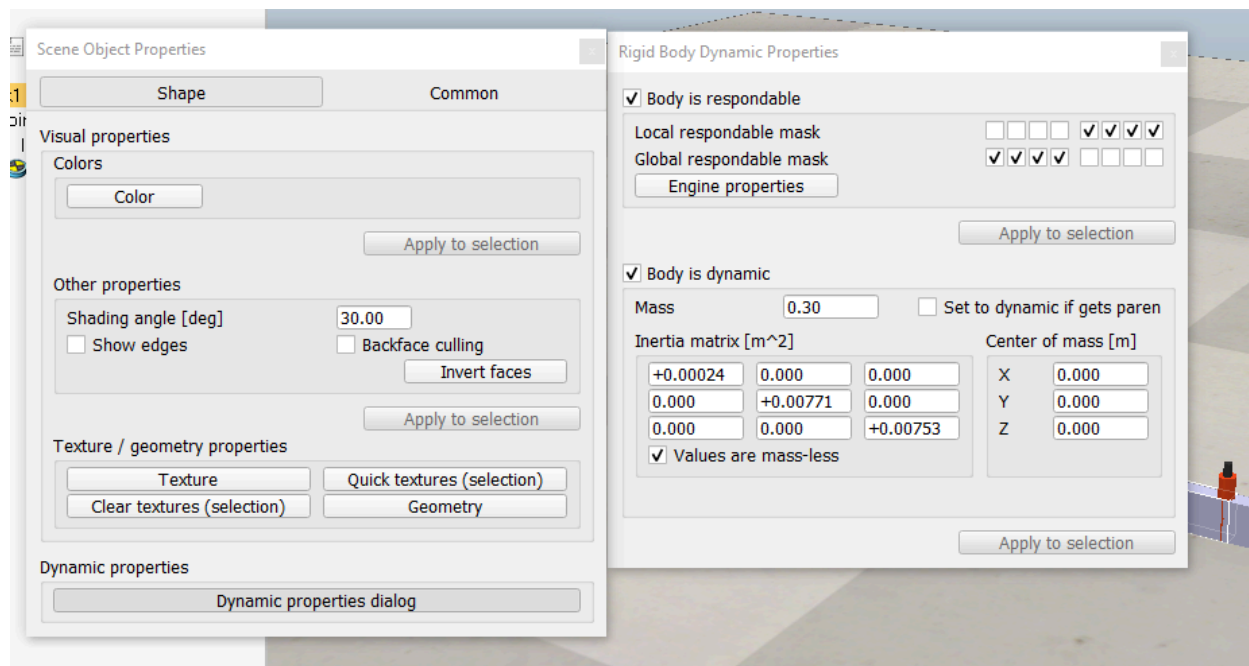 Scene Object Properties
Shape
Common
Visual properties
Colors
Color
Apply to selection
Other properties
Shading angle [deg]
30.00
Show edges
Backface culling
Invert faces
Apply to selection
Texture / geometry properties
Texture
Quick textures (selection)
Clear textures (selection)
Geometry
Dynamic properties
Dynamic properties dialog
Rigid Body Dynamic Properties
Body is respondable
Local respondable mask
Global respondable mask
Engine properties
Apply to selection
Body is dynamic
Mass
0.30
Set to dynamic if gets paren
Inertia matrix [m^2]
Center of mass [m]
+0.00024 0.000 0.000
X 0.000
0.000 +0.00771 0.000
Y 0.000
0.000 0.000 +0.00753
Z 0.000
Values are mass-less
Apply to selection